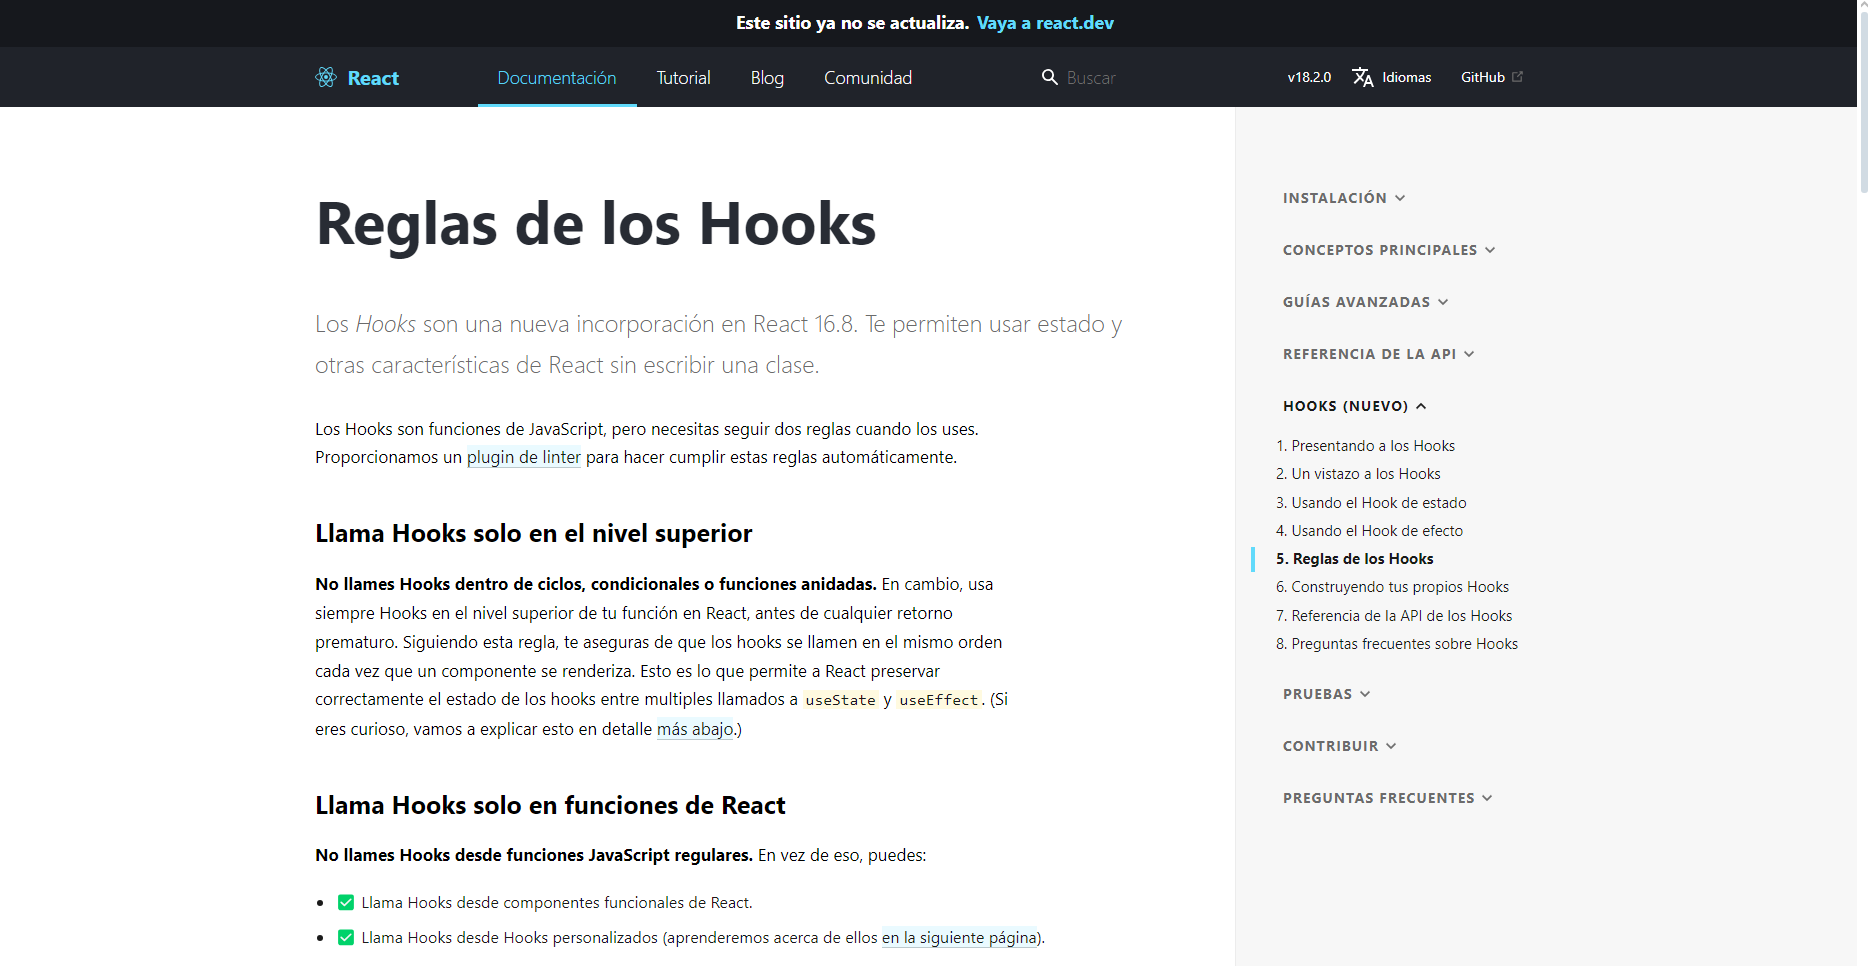 Este sitio ya no se actualiza. Vaya a react.dev
React Documentación Tutorial Blog Comunidad Buscar v18.2.0 Idiomas GitHub
Reglas de los Hooks
Los Hooks son una nueva incorporación en React 16.8. Te permiten usar estado y
otras características de React sin escribir una clase.
Los Hooks son funciones de JavaScript, pero necesitas seguir dos reglas cuando los uses.
Proporcionamos un plugin de linter para hacer cumplir estas reglas automáticamente.
Llama Hooks solo en el nivel superior
No llames Hooks dentro de ciclos, condicionales o funciones anidadas. En cambio, usa
siempre Hooks en el nivel superior de tu función en React, antes de cualquier retorno
prematuro. Siguiendo esta regla, te aseguras de que los hooks se llamen en el mismo orden
cada vez que un componente se renderiza. Esto es lo que permite a React preservar
correctamente el estado de los hooks entre multiples llamados a useState y useEffect. (Si
eres curioso, vamos a explicar esto en detalle más abajo.)
Llama Hooks solo en funciones de React
No llames Hooks desde funciones JavaScript regulares. En vez de eso, puedes:
• ✅ Llama Hooks desde componentes funcionales de React.
• ✅ Llama Hooks desde Hooks personalizados (aprenderemos acerca de ellos en la siguiente página).
INSTALACIÓN
CONCEPTOS PRINCIPALES
GUÍAS AVANZADAS
REFERENCIA DE LA API
HOOKS (NUEVO)
1. Presentando a los Hooks
2. Un vistazo a los Hooks
3. Usando el Hook de estado
4. Usando el Hook de efecto
5. Reglas de los Hooks
6. Construyendo tus propios Hooks
7. Referencia de la API de los Hooks
8. Preguntas frecuentes sobre Hooks
PRUEBAS
CONTRIBUIR
PREGUNTAS FRECUENTES